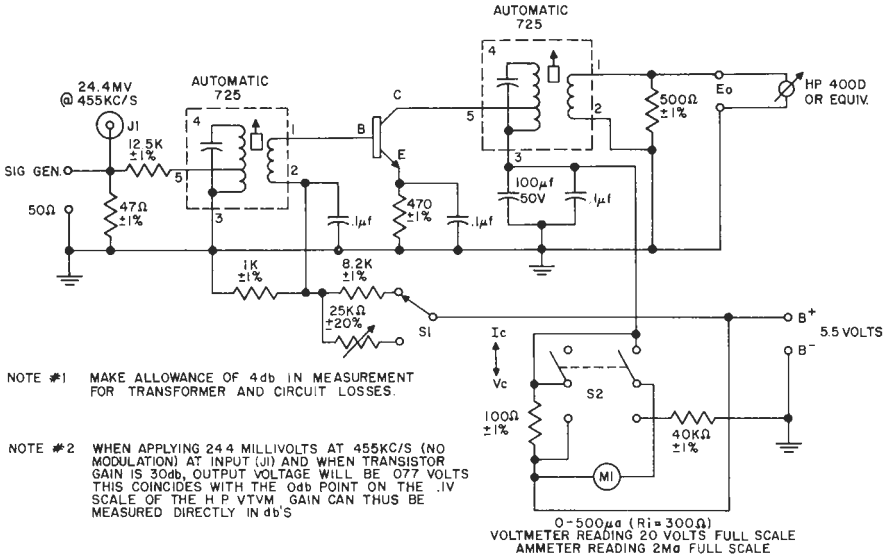 AUTOMATIC
725
24.4MV
@ 455KC/S
J1
AUTOMATIC
725
4
12.5K
±1%
SIG GEN.
5
1
2
3
B
C
E
4
5
1
2
3
500Ω
±1%
Eo
HP 400D
OR EQUIV.
50Ω
47Ω
±1%
.1µf
470
±1%
.1µf
100µf
50V
.1µf
1K
±1%
8.2K
±1%
25KΩ
±20%
S1
B+
5.5 VOLTS
B-
Ic
Vc
S2
100Ω
±1%
40KΩ
±1%
M1
NOTE #1 MAKE ALLOWANCE OF 4db IN MEASUREMENT
FOR TRANSFORMER AND CIRCUIT LOSSES.
NOTE #2 WHEN APPLYING 24.4 MILLIVOLTS AT 455KC/S (NO
MODULATION) AT INPUT (J1) AND WHEN TRANSISTOR
GAIN IS 30db, OUTPUT VOLTAGE WILL BE 077 VOLTS
THIS COINCIDES WITH THE 0db POINT ON THE .1V
SCALE OF THE H P VTVM GAIN CAN THUS BE
MEASURED DIRECTLY IN db'S
0-500µa (Ri=300Ω)
VOLTMETER READING 20 VOLTS FULL SCALE
AMMETER READING 2Ma FULL SCALE